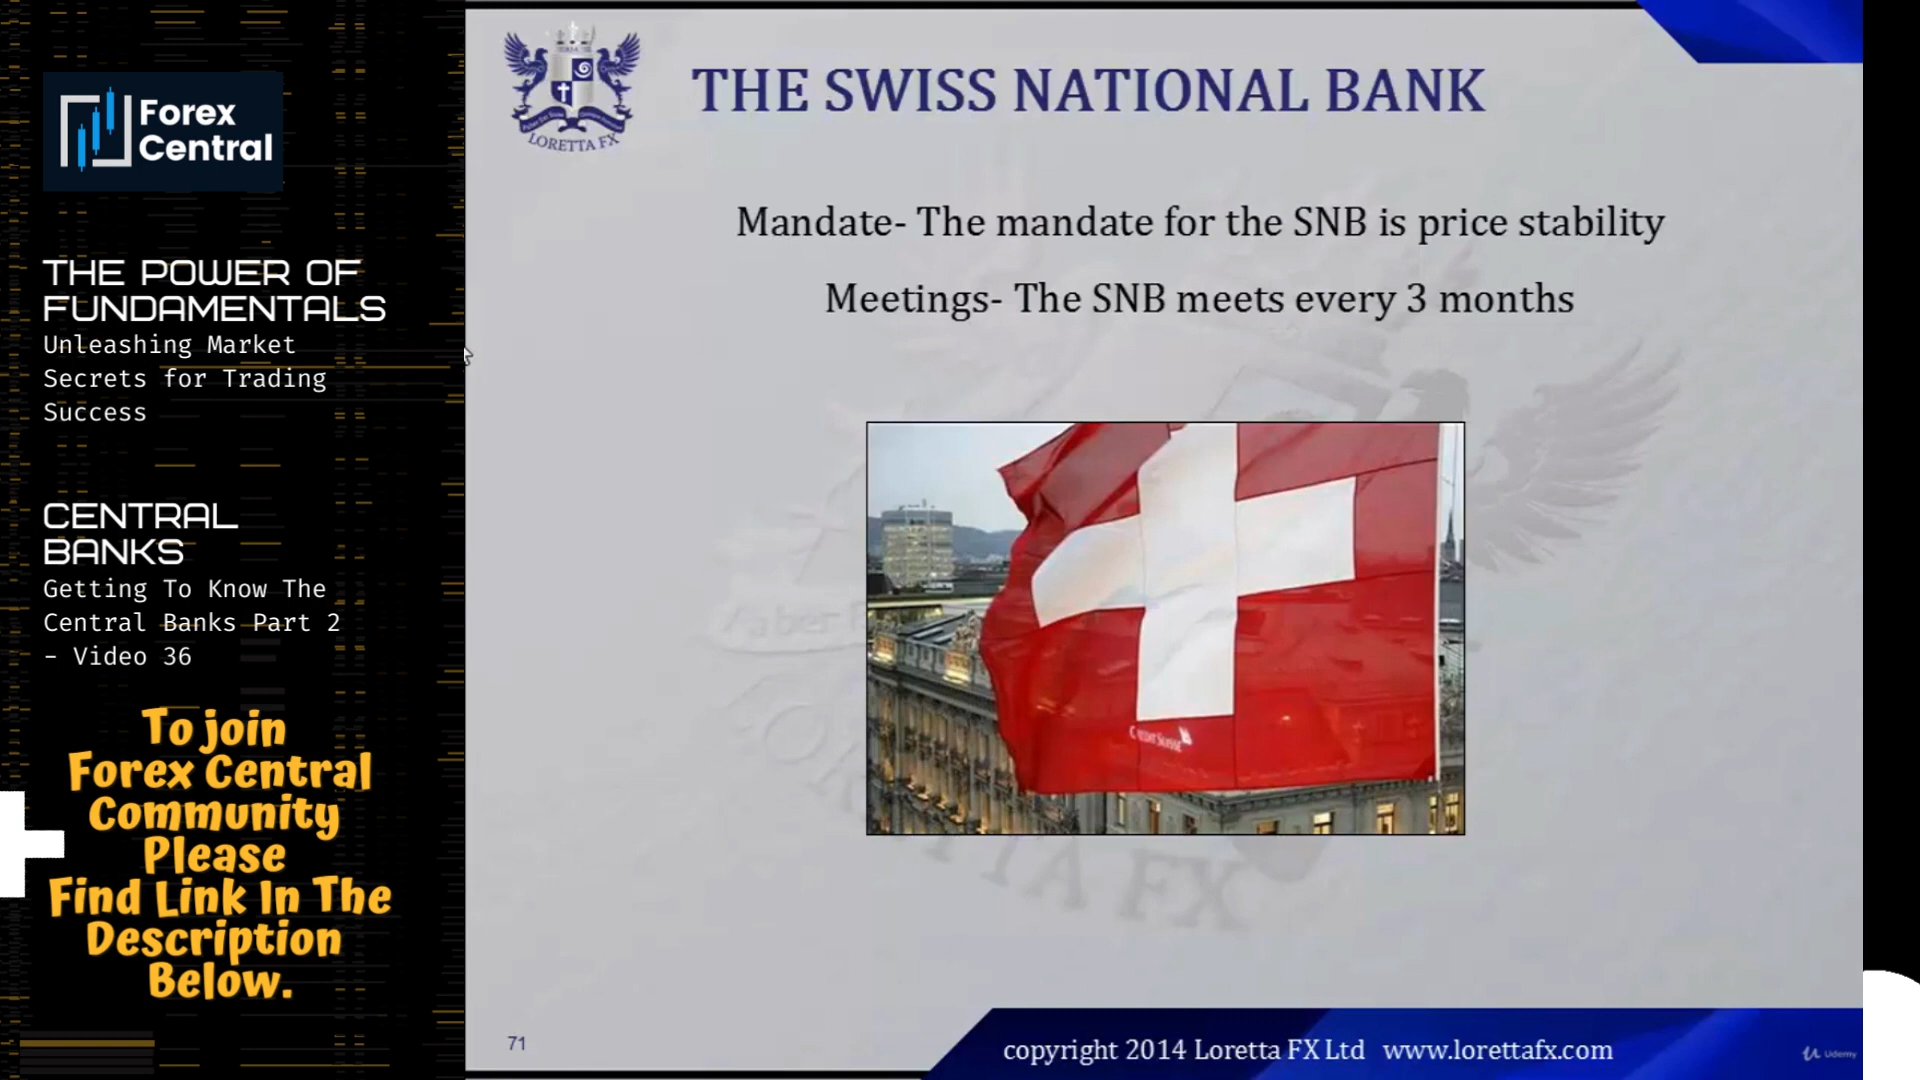 Forex
Central
THE POWER OF
FUNDAMENTALS
Unleashing Market
Secrets for Trading
Success
CENTRAL
BANKS
Getting To Know The
Central Banks Part 2
- Video 36
To join
Forex Central
Community
Please
Find Link In The
Description
Below.
LORETTA FX
THE SWISS NATIONAL BANK
Mandate- The mandate for the SNB is price stability
Meetings- The SNB meets every 3 months
CREDIT SUISSE
71
copyright 2014 Loretta FX Ltd www.lorettafx.com
Udemy